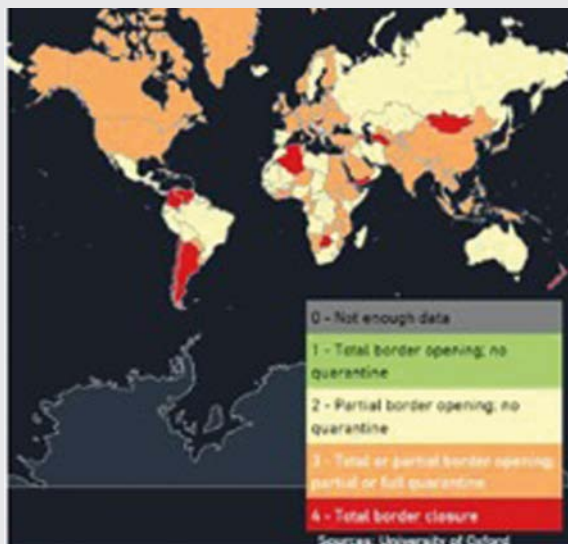 0 - Not enough data
1 - Total border opening; no
quarantine
2 - Partial border opening; no
quarantine
3 - Total or partial border opening;
partial or full quarantine
4 - Total border closure
Sources: University of Oxford